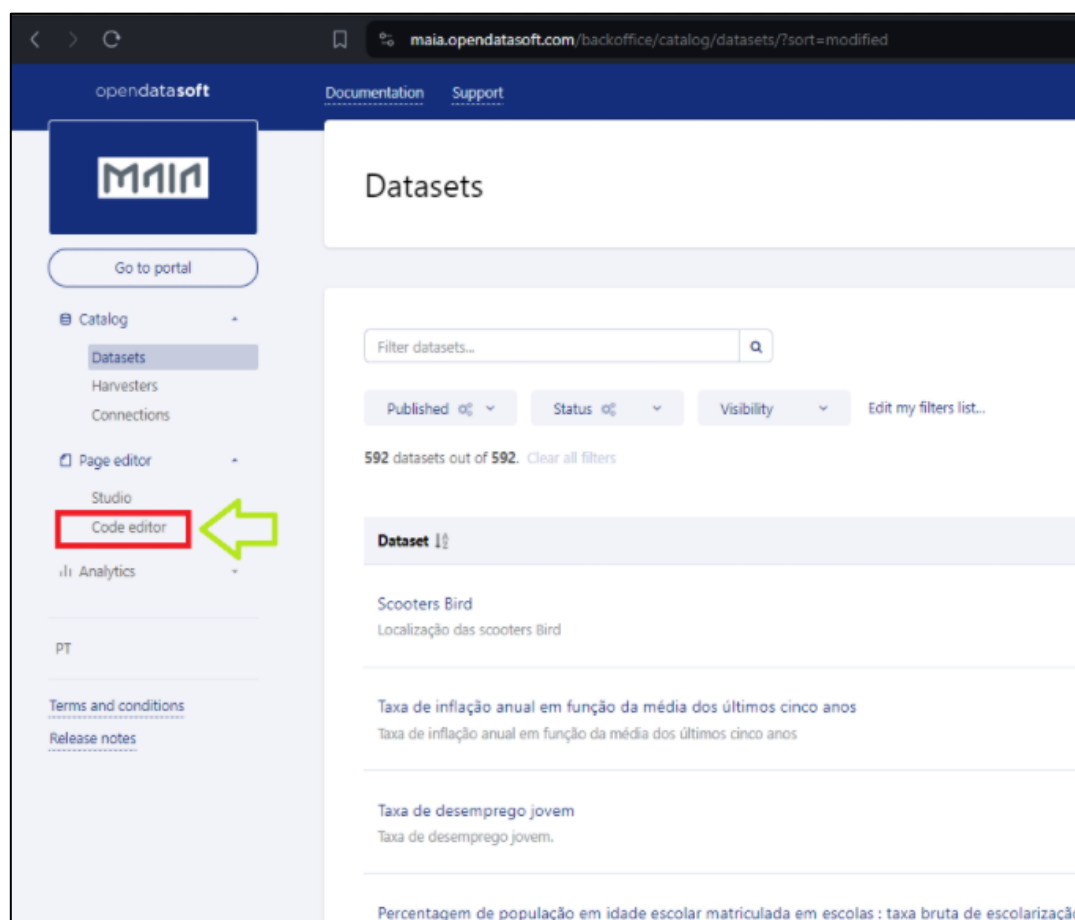 maia.opendatasoft.com/backoffice/catalog/datasets/?sort=modified
opendatasoft
Documentation Support
MAIA
Datasets
Go to portal
Catalog
Datasets
Harvesters
Connections
Page editor
Studio
Code editor
Analytics
PT
Terms and conditions
Release notes
Filter datasets...
Published Status Visibility Edit my filters list...
592 datasets out of 592. Clear all filters
Dataset
Scooters Bird
Localização das scooters Bird
Taxa de inflação anual em função da média dos últimos cinco anos
Taxa de inflação anual em função da média dos últimos cinco anos
Taxa de desemprego jovem
Taxa de desemprego jovem.
Percentagem de população em idade escolar matriculada em escolas : taxa bruta de escolarização